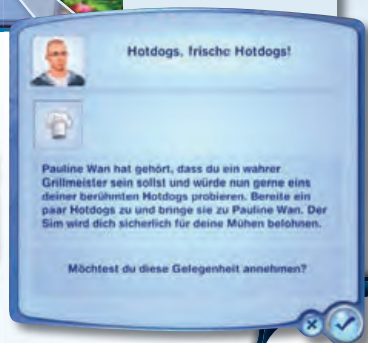 Hotdogs, frische Hotdogs!
Pauline Wan hat gehört, dass du ein wahrer
Grillmeister sein sollst und würde nun gerne eins
deiner berühmten Hotdogs probieren. Bereite ein
paar Hotdogs zu und bringe sie zu Pauline Wan. Der
Sim wird dich sicherlich für deine Mühen belohnen.
Möchtest du diese Gelegenheit annehmen?